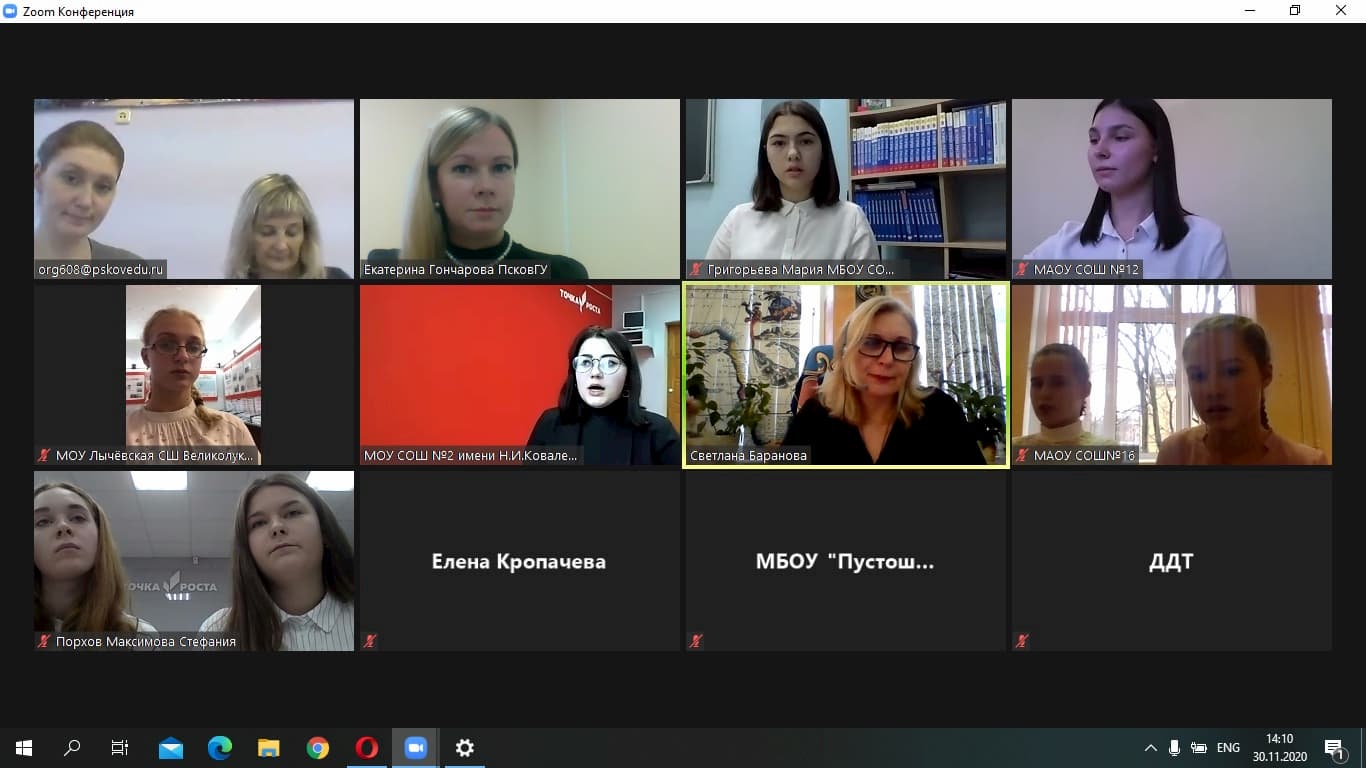 Zoom Конференция
org608@pskovedu.ru
Екатерина Гончарова ПсковГУ
Григорьева Мария МБОУ СО...
МАОУ СОШ №12
МОУ Лычёвская СШ Великолук...
ТОЧКА РОСТА
МОУ СОШ №2 имени Н.И.Ковале...
Светлана Баранова
МАОУ СОШ№16
ТОЧКА РОСТА
Порхов Максимова Стефания
Елена Кропачева
МБОУ "Пустош...
ДДТ
ENG
14:10
30.11.2020
1